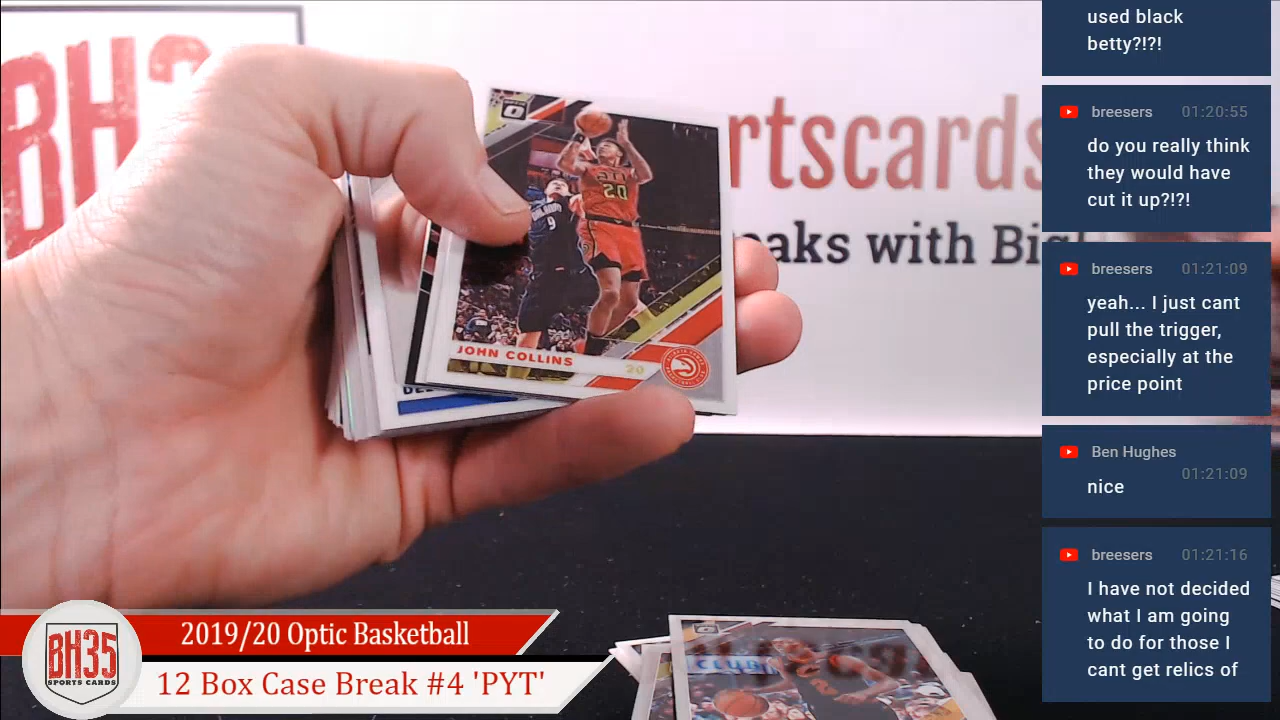 BH3
rtscards
eaks with Big
20
9
JOHN COLLINS
20
CLUB
BH35
SPORTS CARDS
2019/20 Optic Basketball
12 Box Case Break #4 'PYT'
used black
betty?!?!
breesers 01:20:55
do you really think
they would have
cut it up?!?!
breesers 01:21:09
yeah... I just cant
pull the trigger,
especially at the
price point
Ben Hughes
01:21:09
nice
breesers 01:21:16
I have not decided
what I am going
to do for those I
cant get relics of